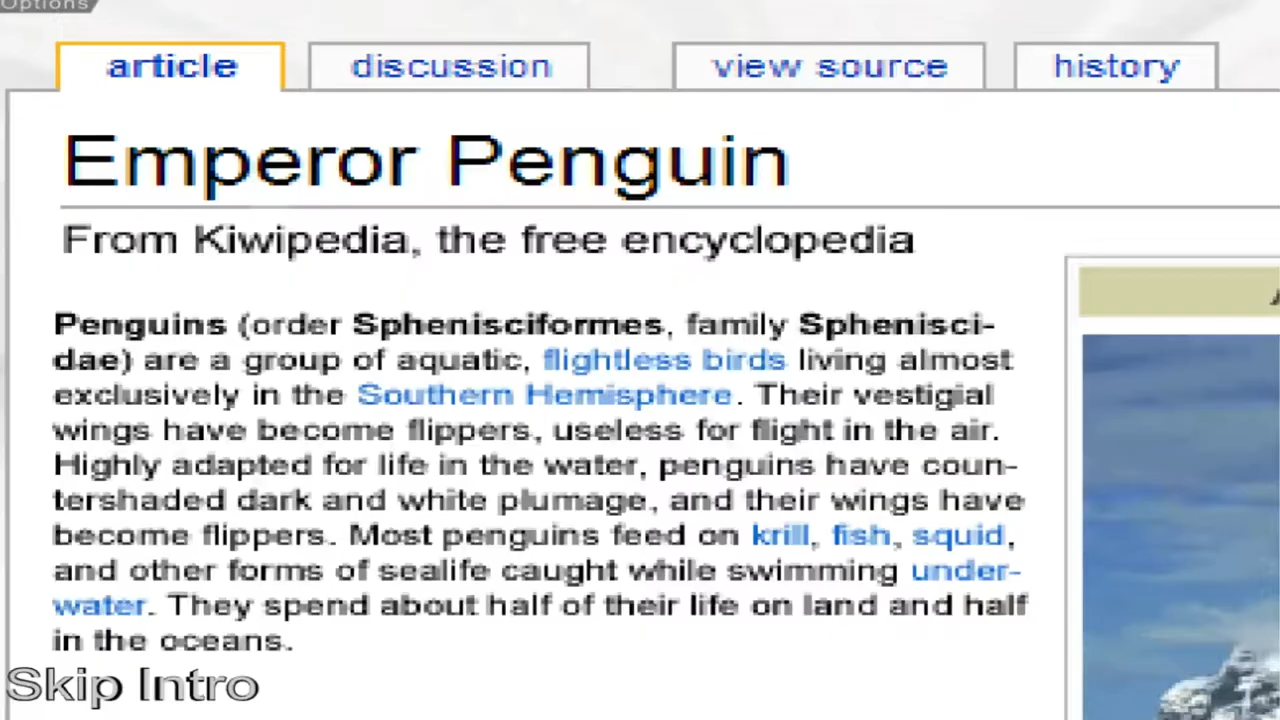 Options
article discussion view source history
Emperor Penguin
From Kiwipedia, the free encyclopedia
Penguins (order Sphenisciformes, family Sphenisci-
dae) are a group of aquatic, flightless birds living almost
exclusively in the Southern Hemisphere. Their vestigial
wings have become flippers, useless for flight in the air.
Highly adapted for life in the water, penguins have coun-
tershaded dark and white plumage, and their wings have
become flippers. Most penguins feed on krill, fish, squid,
and other forms of sealife caught while swimming under-
water. They spend about half of their life on land and half
in the oceans.
Skip Intro